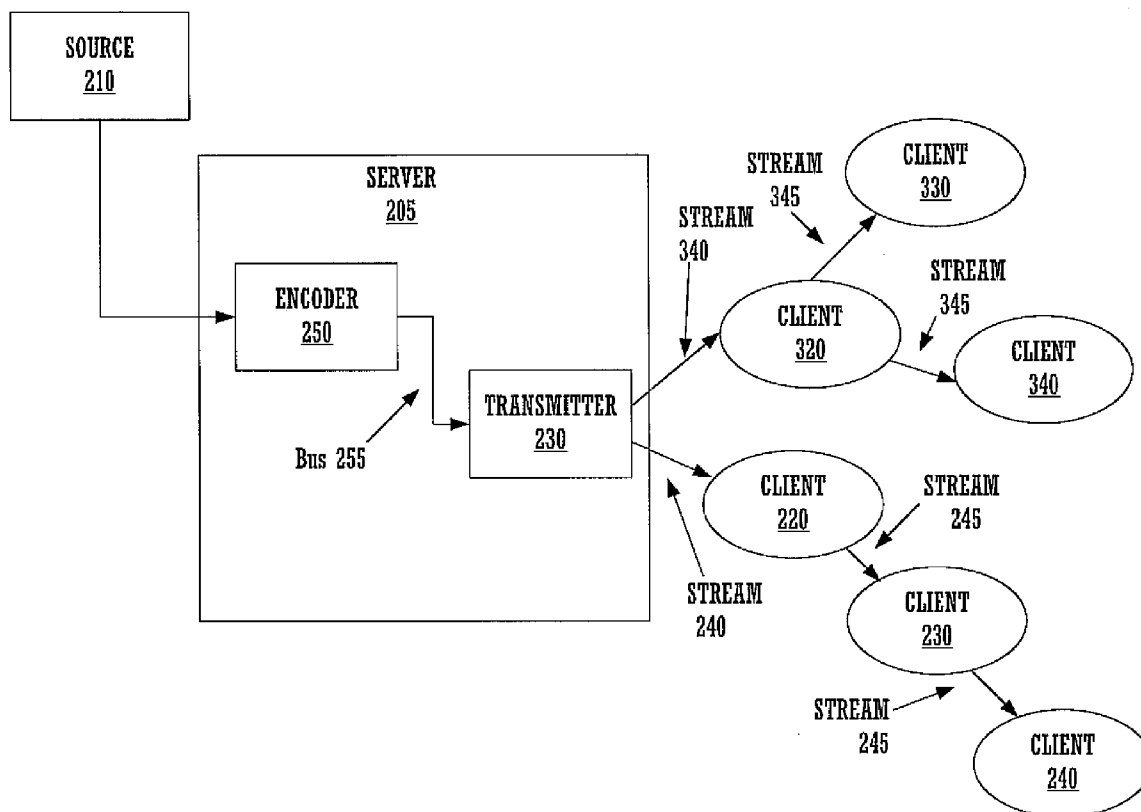 SOURCE
210
SERVER
205
ENCODER
250
Bus 255
TRANSMITTER
230
STREAM
340
STREAM
345
CLIENT
330
CLIENT
320
STREAM
345
CLIENT
340
STREAM
240
CLIENT
220
STREAM
245
CLIENT
230
STREAM
245
CLIENT
240